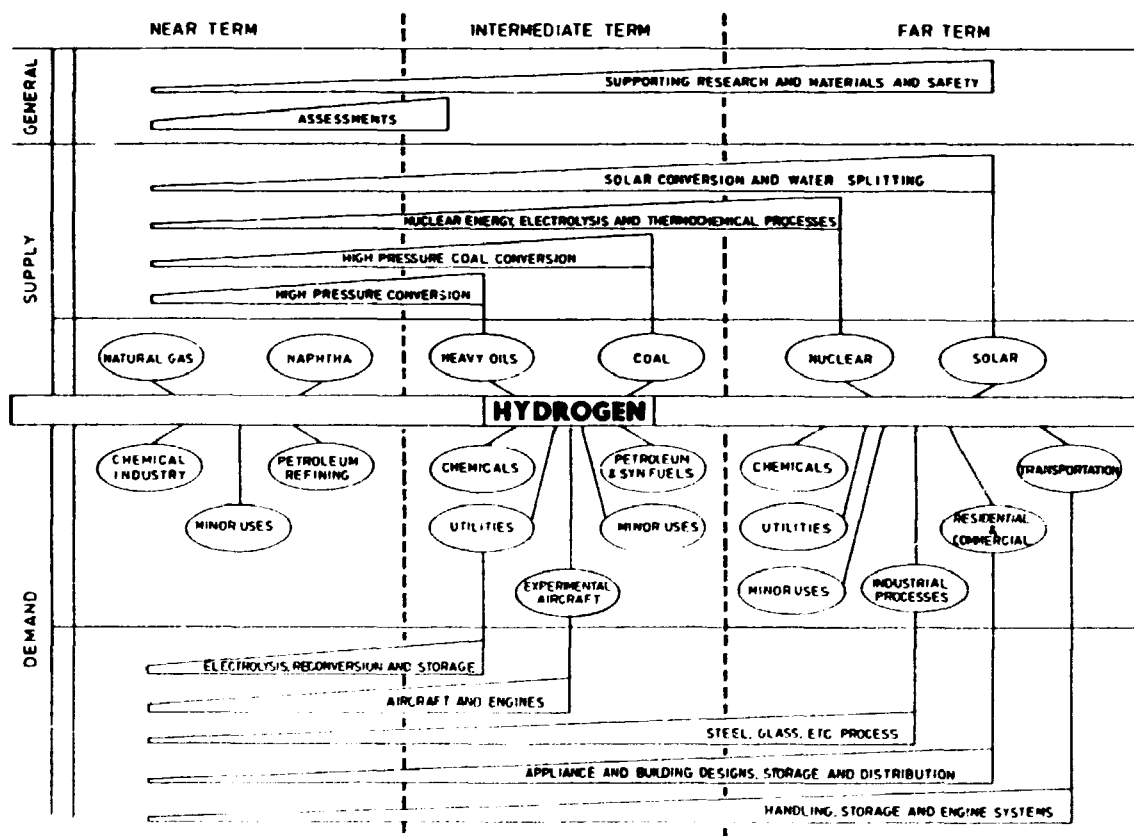 NEAR TERM
INTERMEDIATE TERM
FAR TERM
GENERAL
SUPPORTING RESEARCH AND MATERIALS AND SAFETY
ASSESSMENTS
SUPPLY
SOLAR CONVERSION AND WATER SPLITTING
NUCLEAR ENERGY, ELECTROLYSIS AND THERMOCHEMICAL PROCESSES
HIGH PRESSURE COAL CONVERSION
HIGH PRESSURE CONVERSION
NATURAL GAS
NAPHTHA
HEAVY OILS
COAL
NUCLEAR
SOLAR
HYDROGEN
DEMAND
CHEMICAL
INDUSTRY
PETROLEUM
REFINING
MINOR USES
CHEMICALS
PETROLEUM
& SYN FUELS
UTILITIES
MINOR USES
EXPERIMENTAL
AIRCRAFT
CHEMICALS
TRANSPORTATION
UTILITIES
RESIDENTIAL
&
COMMERCIAL
MINOR USES
INDUSTRIAL
PROCESSES
ELECTROLYSIS, RECONVERSION AND STORAGE
AIRCRAFT AND ENGINES
STEEL, GLASS, ETC PROCESS
APPLIANCE AND BUILDING DESIGNS, STORAGE AND DISTRIBUTION
HANDLING, STORAGE AND ENGINE SYSTEMS